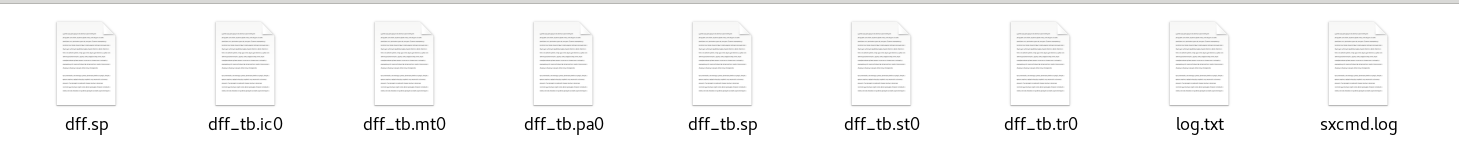 dff.sp
dff_tb.ic0
dff_tb.mt0
dff_tb.pa0
dff_tb.sp
dff_tb.st0
dff_tb.tr0
log.txt
sxcmd.log